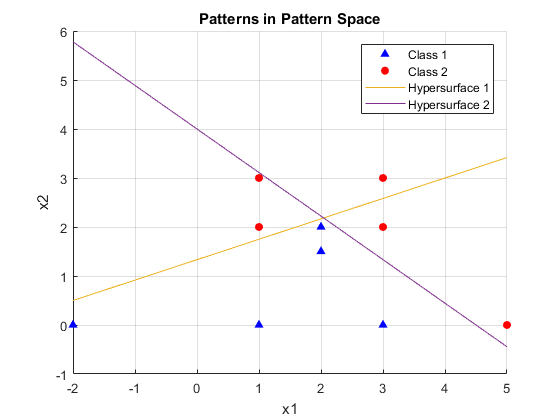 Patterns in Pattern Space
6
5
4
3
2
1
0
-1
x2
Class 1
Class 2
Hypersurface 1
Hypersurface 2
-2 -1 0 1 2 3 4 5
x1